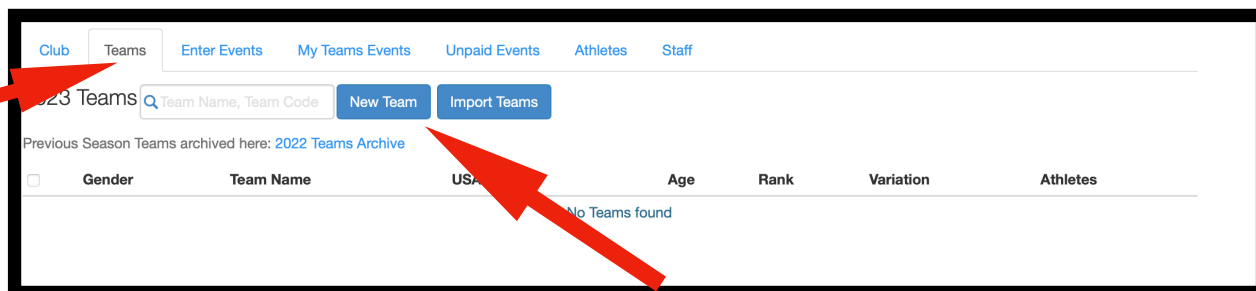 Club Teams Enter Events My Teams Events Unpaid Events Athletes Staff
Teams Team Name, Team Code New Team Import Teams
Previous Season Teams archived here: 2022 Teams Archive
Gender Team Name Age Rank Variation Athletes
No Teams found